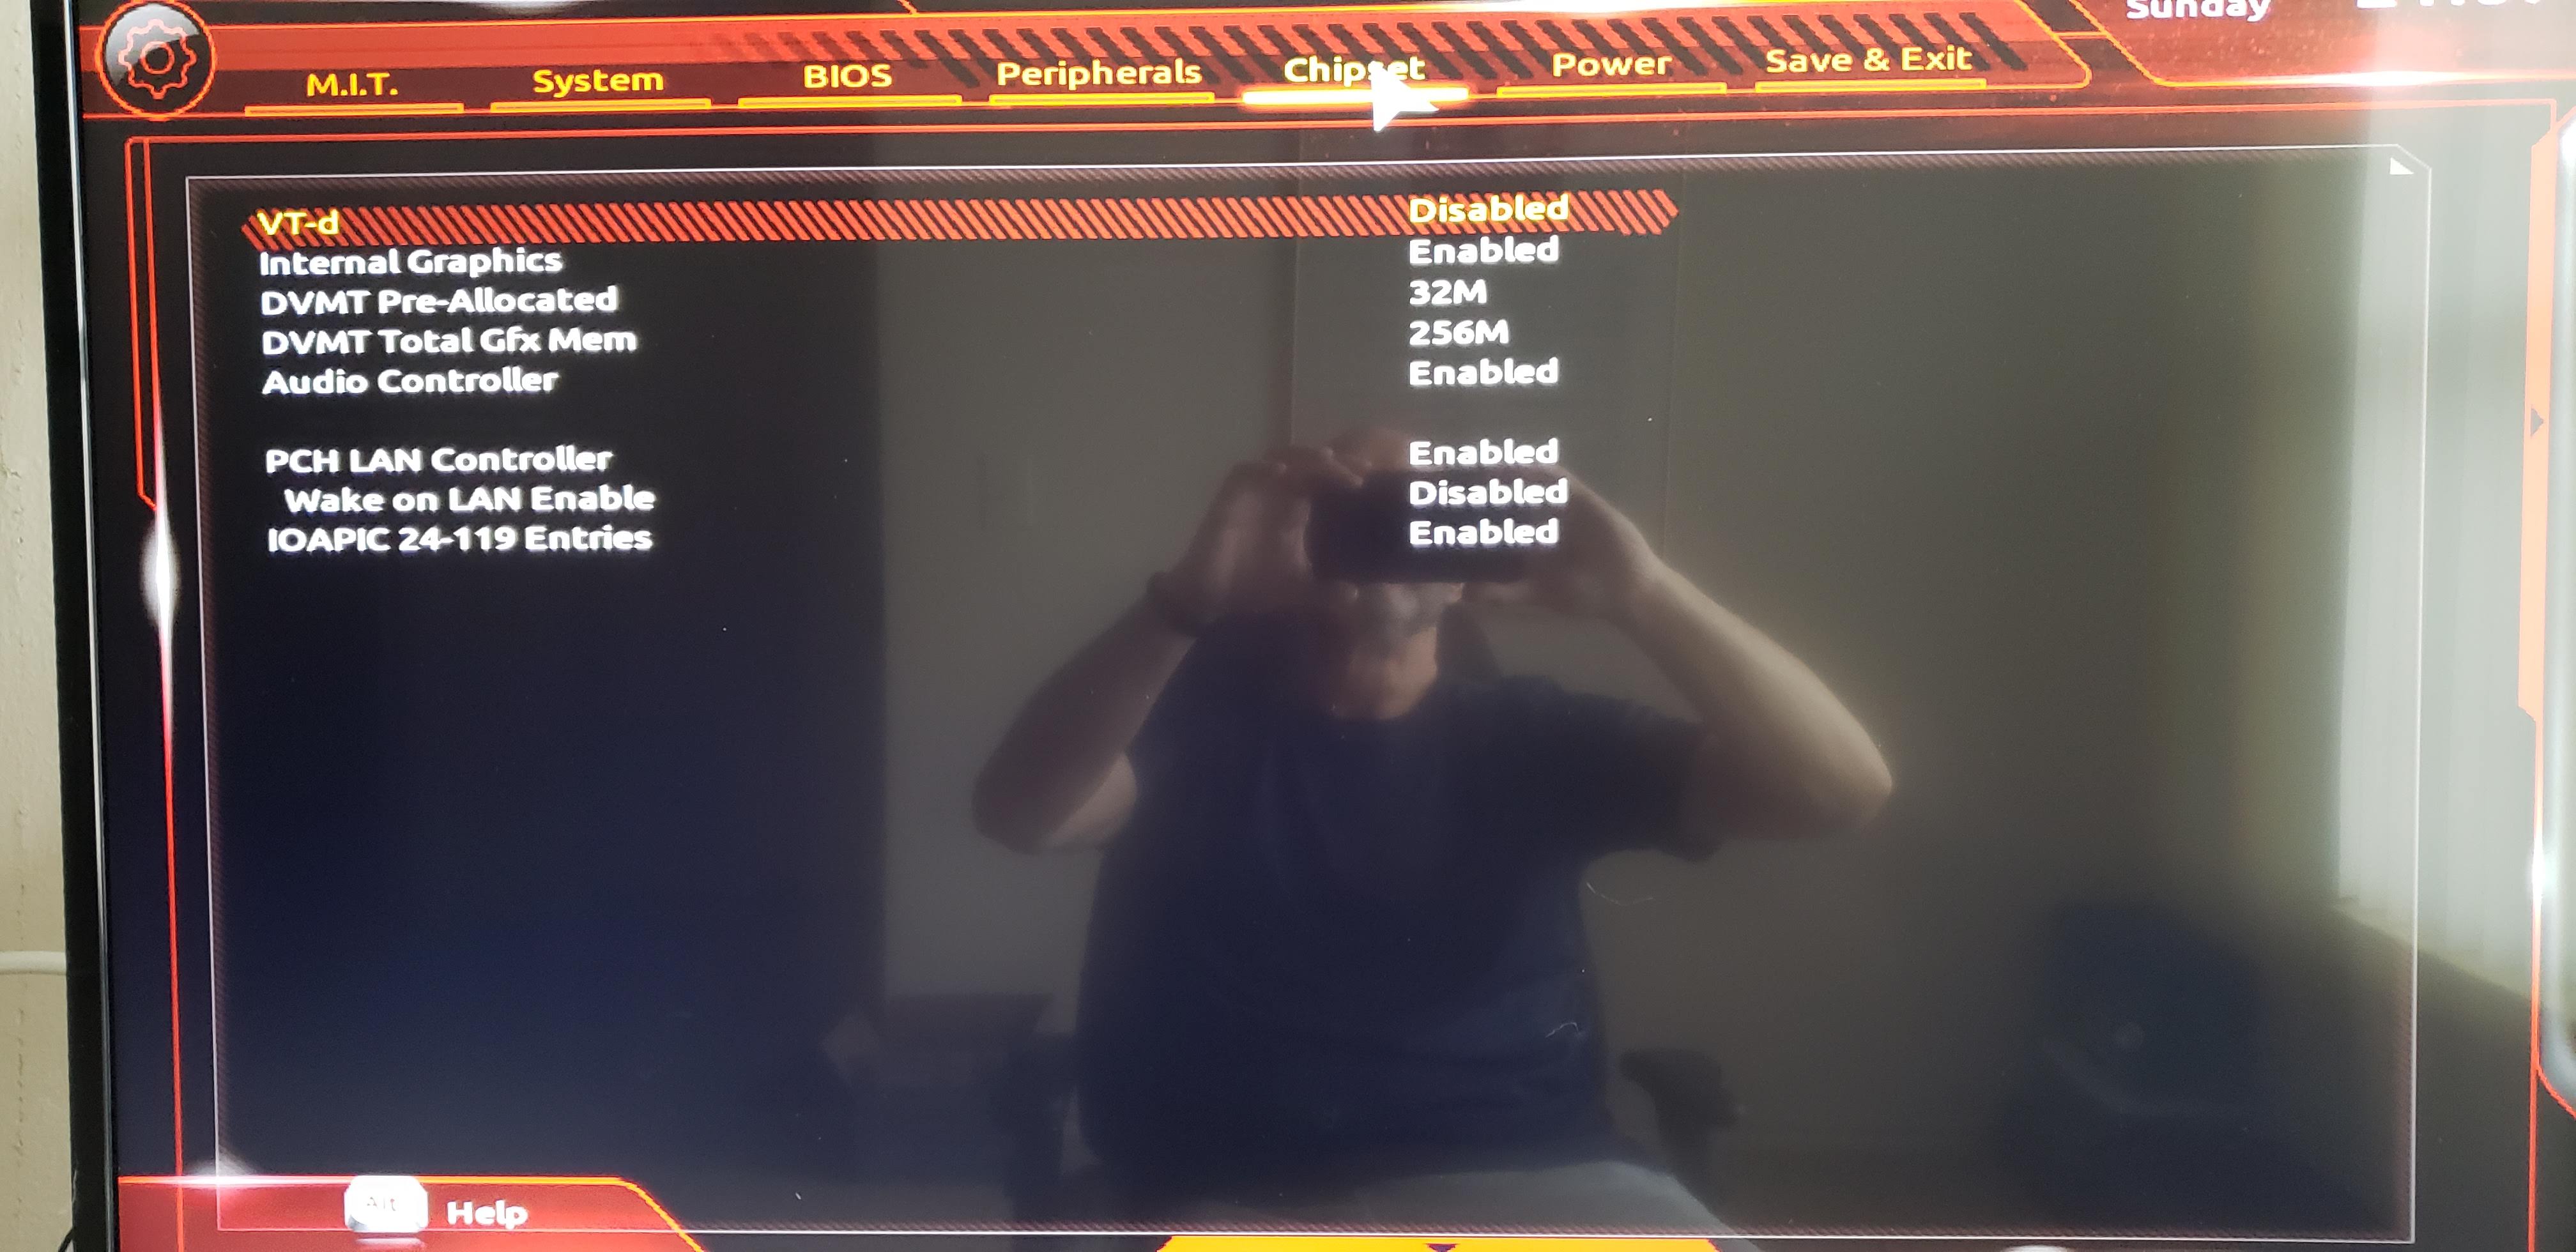 Sunday
M.I.T. System BIOS Peripherals Chipset Power Save & Exit
VT-d Disabled
Internal Graphics Enabled
DVMT Pre-Allocated 32M
DVMT Total Gfx Mem 256M
Audio Controller Enabled
PCH LAN Controller Enabled
Wake on LAN Enable Disabled
IOAPIC 24-119 Entries Enabled
Alt Help